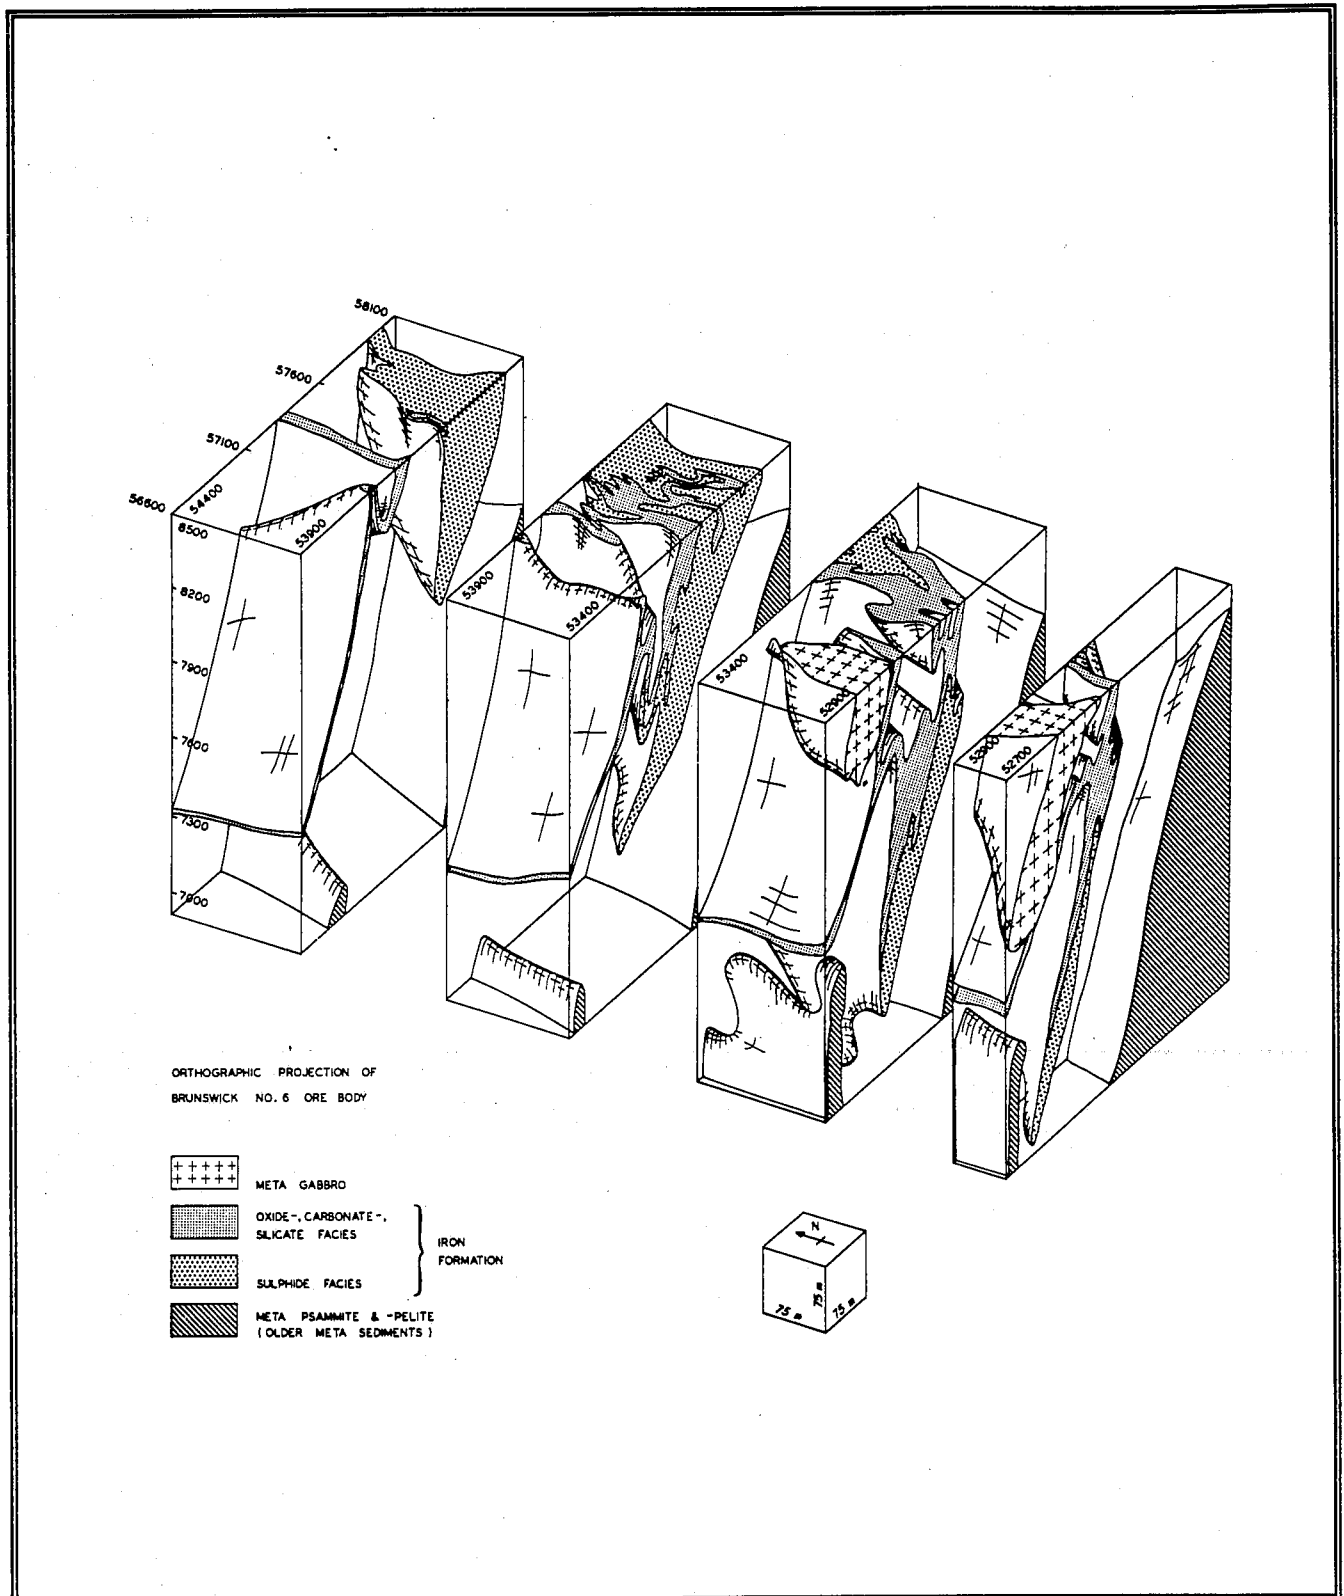 58100
57600
57100
56600
54400
53900
8500
8200
7900
7600
7300
7000
53900
53400
53400
52900
52900
52700
ORTHOGRAPHIC PROJECTION OF
BRUNSWICK NO. 6 ORE BODY
META GABBRO
OXIDE-, CARBONATE-,
SILICATE FACIES
IRON
FORMATION
SULPHIDE FACIES
META PSAMMITE & -PELITE
(OLDER META SEDIMENTS)
N
75 m
75 m
75 m